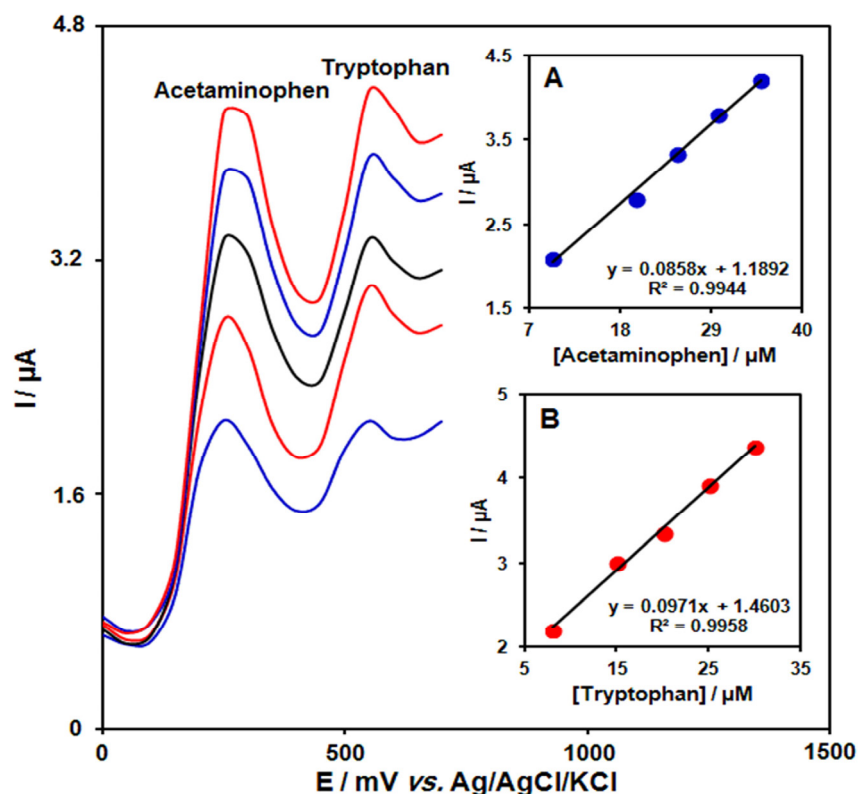 4.8
3.2
1.6
0
I / µA
0
500
1000
1500
E / mV vs. Ag/AgCl/KCl
Acetaminophen
Tryptophan
A
4.5
3.5
2.5
1.5
I / µA
y = 0.0858x + 1.1892
R² = 0.9944
7
18
29
40
[Acetaminophen] / µM
B
5
4
3
2
I / µA
y = 0.0971x + 1.4603
R² = 0.9958
5
15
25
35
[Tryptophan] / µM